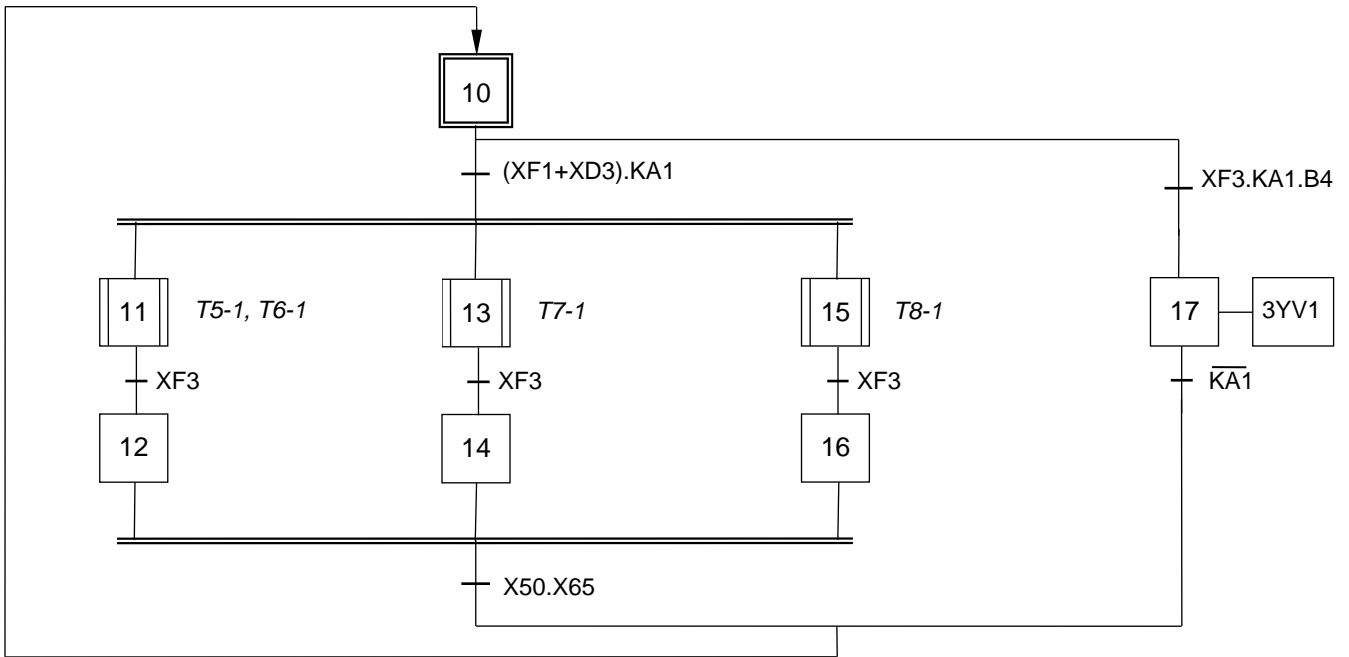 10
(XF1+XD3).KA1
XF3.KA1.B4
11 T5-1, T6-1 13 T7-1 15 T8-1 17 3YV1
XF3 XF3 XF3 K̅A̅1̅
12 14 16
X50.X65